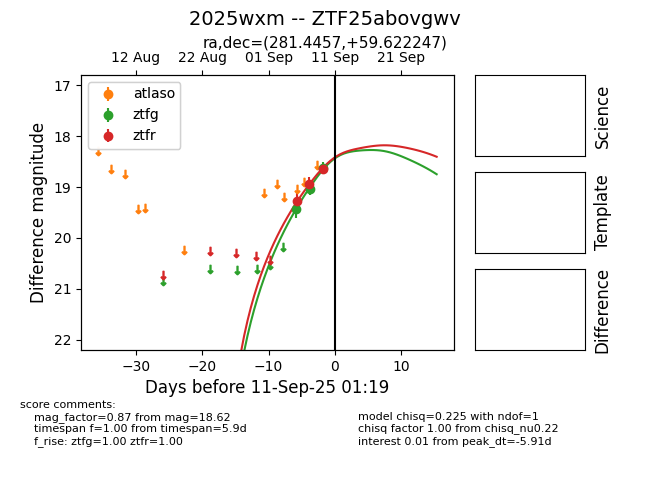 2025wxm -- ZTF25abovgwv
ra,dec=(281.4457,+59.622247)
12 Aug 22 Aug 01 Sep 11 Sep 21 Sep
atlaso
ztfg
ztfr
17
18
19
20
21
22
Difference magnitude
−30 −20 −10 0 10
Days before 11-Sep-25 01:19
Science
Template
Difference
score comments:
mag_factor=0.87 from mag=18.62
timespan f=1.00 from timespan=5.9d
f_rise: ztfg=1.00 ztfr=1.00
model chisq=0.225 with ndof=1
chisq factor 1.00 from chisq_nu0.22
interest 0.01 from peak_dt=-5.91d